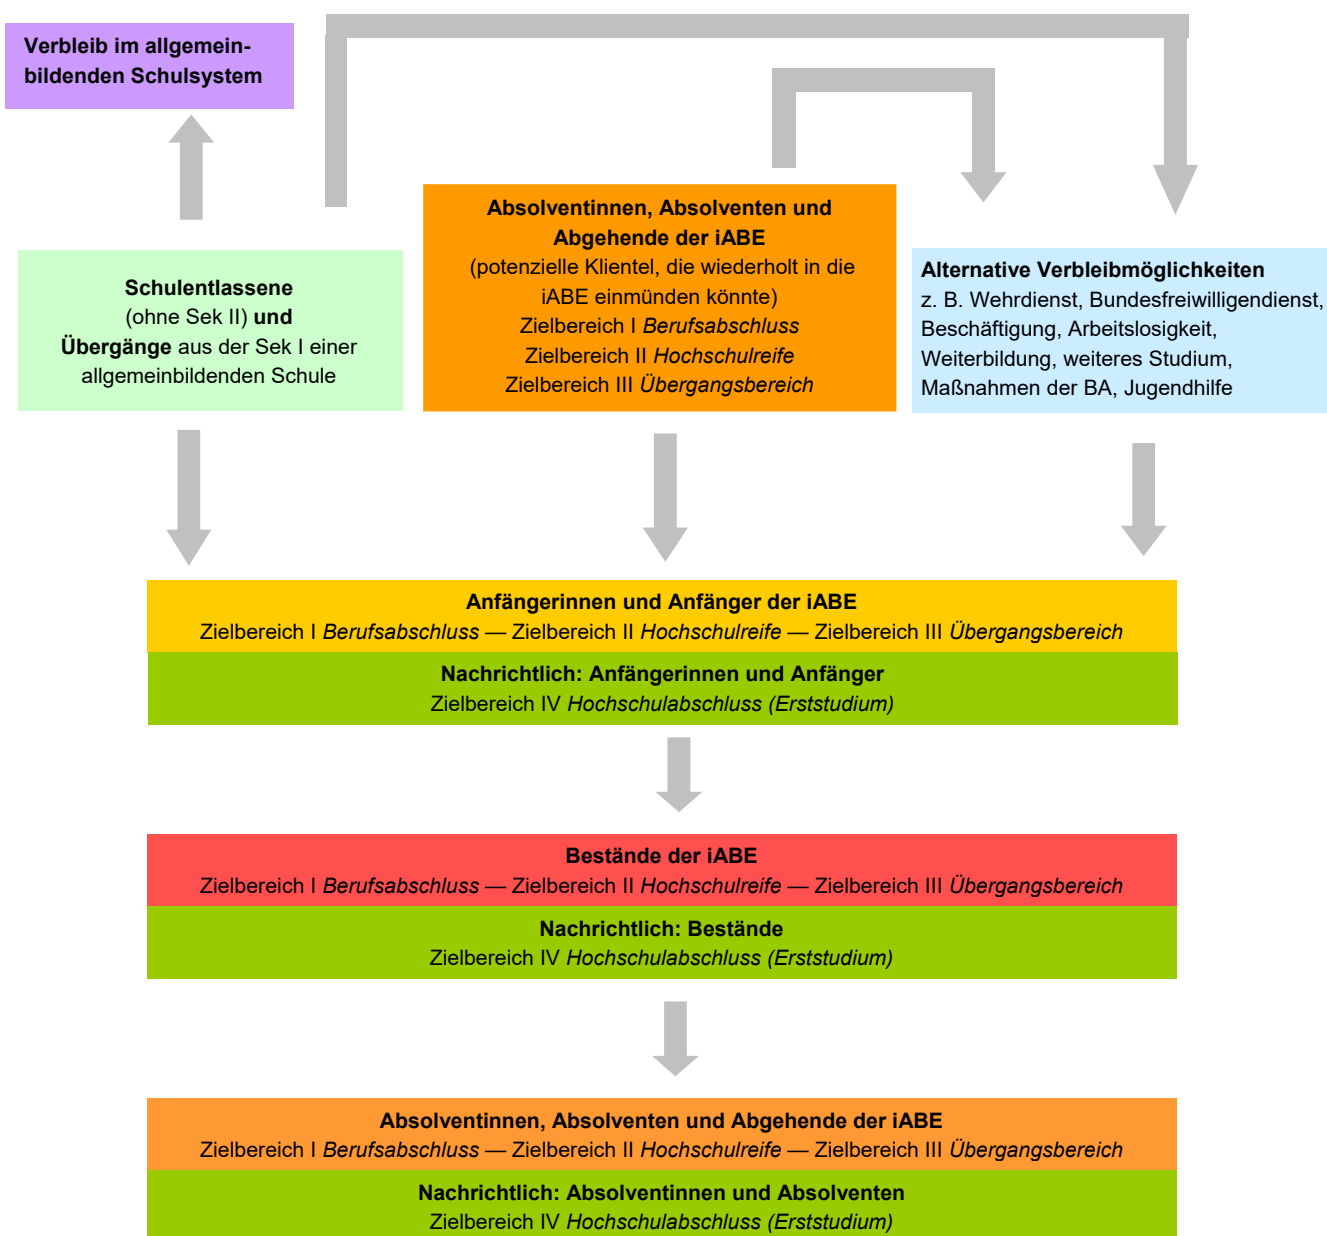 Verbleib im allgemein-
bildenden Schulsystem
Absolventinnen, Absolventen und
Abgehende der iABE
(potenzielle Klientel, die wiederholt in die
iABE einmünden könnte)
Zielbereich I Berufsabschluss
Zielbereich II Hochschulreife
Zielbereich III Übergangsbereich
Schulentlassene
(ohne Sek II) und
Übergänge aus der Sek I einer
allgemeinbildenden Schule
Alternative Verbleibmöglichkeiten
z. B. Wehrdienst, Bundesfreiwilligendienst,
Beschäftigung, Arbeitslosigkeit,
Weiterbildung, weiteres Studium,
Maßnahmen der BA, Jugendhilfe
Anfängerinnen und Anfänger der iABE
Zielbereich I Berufsabschluss — Zielbereich II Hochschulreife — Zielbereich III Übergangsbereich
Nachrichtlich: Anfängerinnen und Anfänger
Zielbereich IV Hochschulabschluss (Erststudium)
Bestände der iABE
Zielbereich I Berufsabschluss — Zielbereich II Hochschulreife — Zielbereich III Übergangsbereich
Nachrichtlich: Bestände
Zielbereich IV Hochschulabschluss (Erststudium)
Absolventinnen, Absolventen und Abgehende der iABE
Zielbereich I Berufsabschluss — Zielbereich II Hochschulreife — Zielbereich III Übergangsbereich
Nachrichtlich: Absolventinnen und Absolventen
Zielbereich IV Hochschulabschluss (Erststudium)